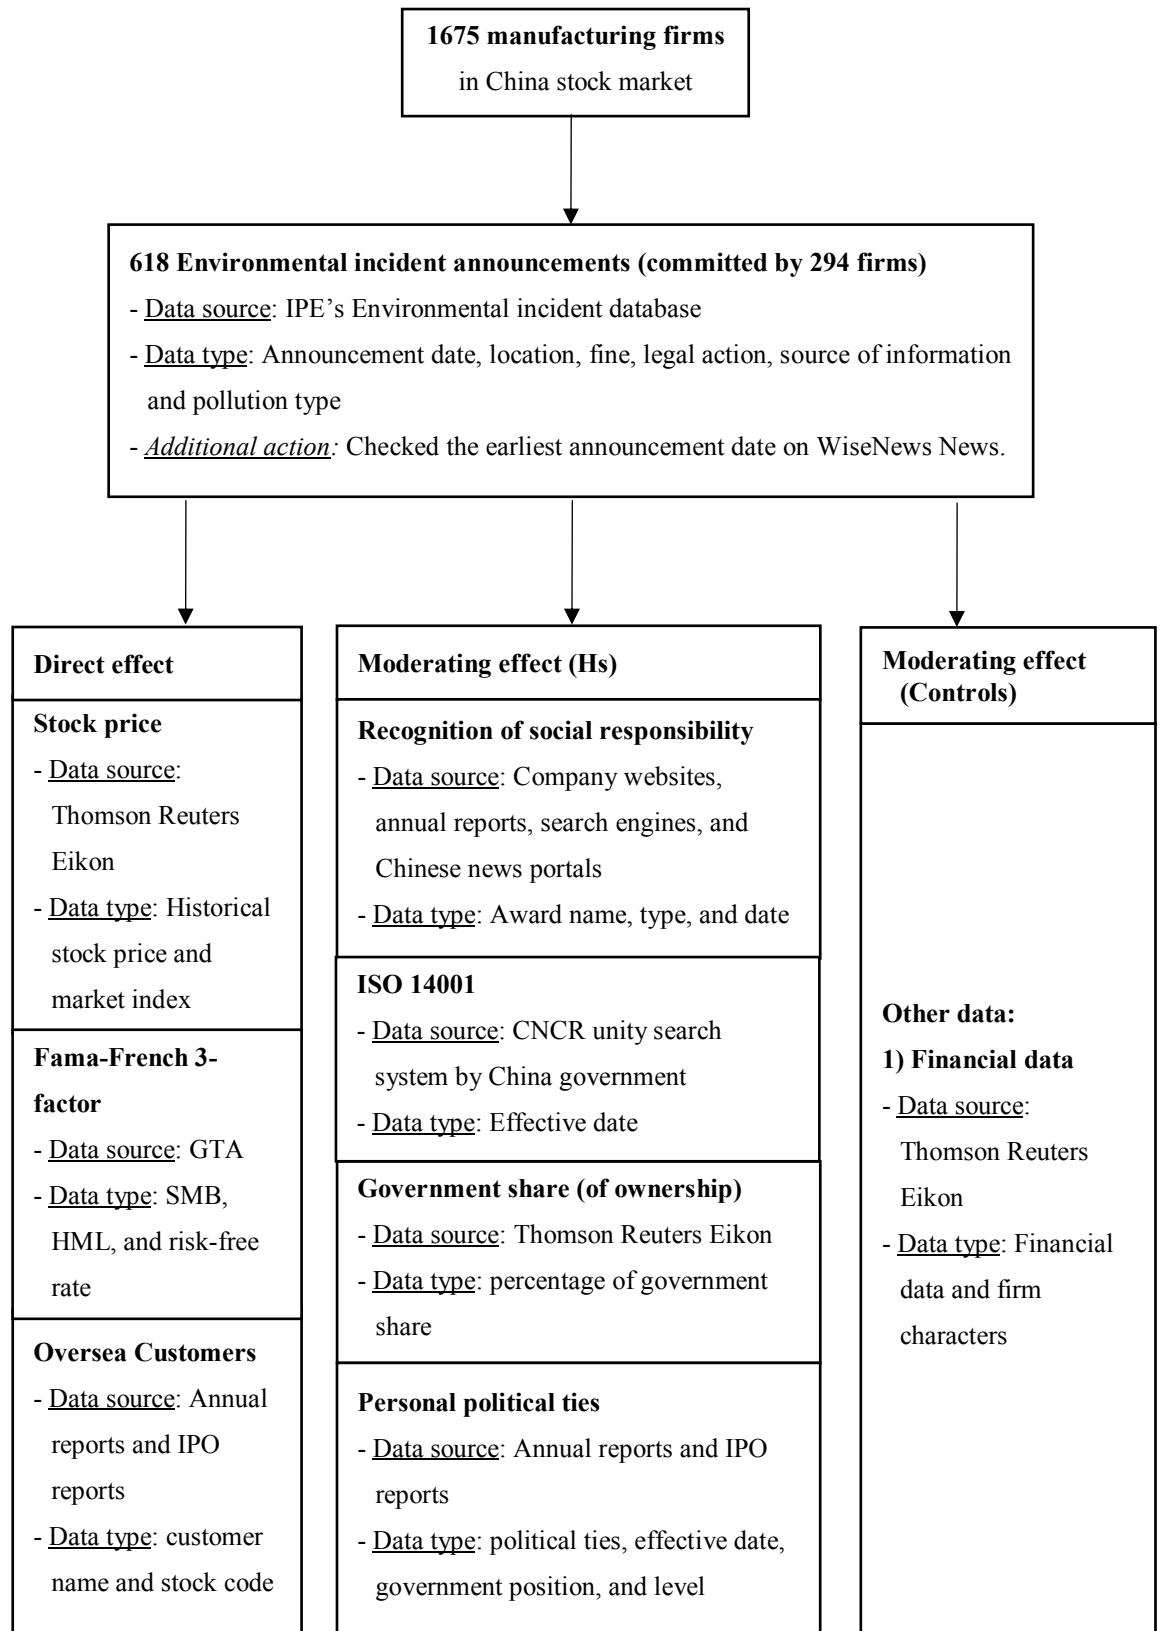 1675 manufacturing firms
in China stock market
618 Environmental incident announcements (committed by 294 firms)
- Data source: IPE’s Environmental incident database
- Data type: Announcement date, location, fine, legal action, source of information
and pollution type
- Additional action: Checked the earliest announcement date on WiseNews News.
Direct effect
Stock price
- Data source:
Thomson Reuters
Eikon
- Data type: Historical
stock price and
market index
Fama-French 3-
factor
- Data source: GTA
- Data type: SMB,
HML, and risk-free
rate
Oversea Customers
- Data source: Annual
reports and IPO
reports
- Data type: customer
name and stock code
Moderating effect (Hs)
Recognition of social responsibility
- Data source: Company websites,
annual reports, search engines, and
Chinese news portals
- Data type: Award name, type, and date
ISO 14001
- Data source: CNCR unity search
system by China government
- Data type: Effective date
Government share (of ownership)
- Data source: Thomson Reuters Eikon
- Data type: percentage of government
share
Personal political ties
- Data source: Annual reports and IPO
reports
- Data type: political ties, effective date,
government position, and level
Moderating effect
(Controls)
Other data:
1) Financial data
- Data source:
Thomson Reuters
Eikon
- Data type: Financial
data and firm
characters